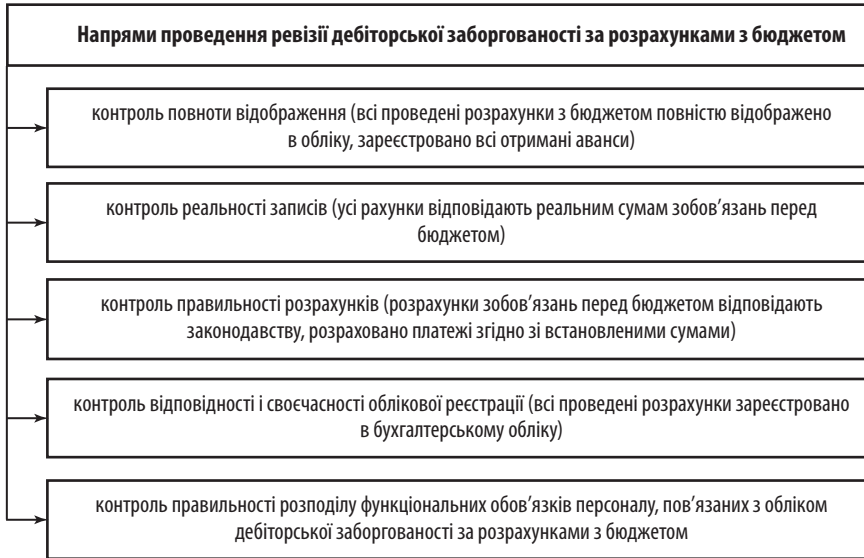 Напрями проведення ревізії дебіторської заборгованості за розрахунками з бюджетом
контроль повноти відображення (всі проведені розрахунки з бюджетом повністю відображено
в обліку, зареєстровано всі отримані аванси)
контроль реальності записів (усі рахунки відповідають реальним сумам зобов’язань перед
бюджетом)
контроль правильності розрахунків (розрахунки зобов’язань перед бюджетом відповідають
законодавству, розраховано платежі згідно зі встановленими сумами)
контроль відповідності і своєчасності облікової реєстрації (всі проведені розрахунки зареєстровано
в бухгалтерському обліку)
контроль правильності розподілу функціональних обов’язків персоналу, пов’язаних з обліком
дебіторської заборгованості за розрахунками з бюджетом